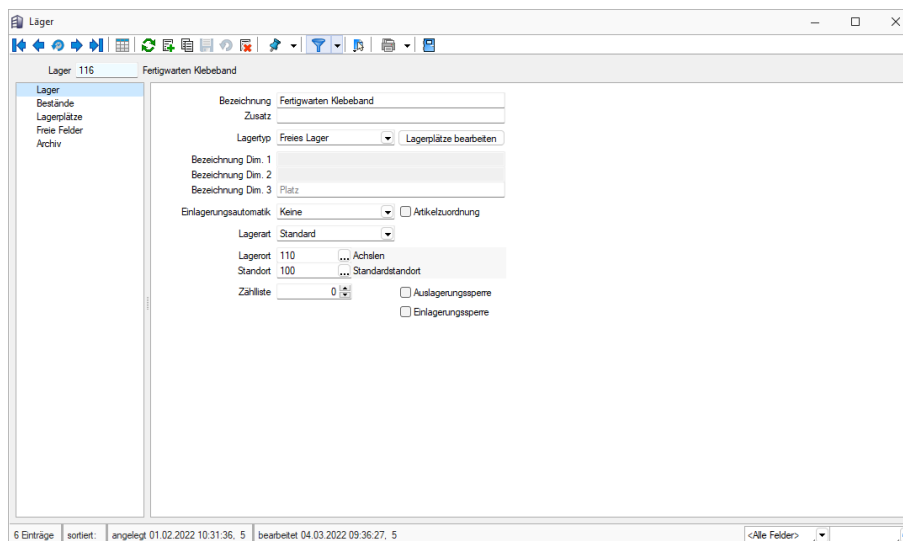 Läger
Lager 116 Fertigwarten Klebeband
Lager
Bestände
Lagerplätze
Freie Felder
Archiv
Bezeichnung Fertigwarten Klebeband
Zusatz
Lagertyp Freies Lager Lagerplätze bearbeiten
Bezeichnung Dim. 1
Bezeichnung Dim. 2
Bezeichnung Dim. 3 Platz
Einlagerungsautomatik Keine Artikelzuordnung
Lagerart Standard
Lagerort 110 ... Achslen
Standort 100 ... Standardstandort
Zählliste 0 Auslagerungssperre
Einlagerungssperre
6 Einträge sortiert: angelegt 01.02.2022 10:31:36, 5 bearbeitet 04.03.2022 09:36:27, 5 <Alle Felder>